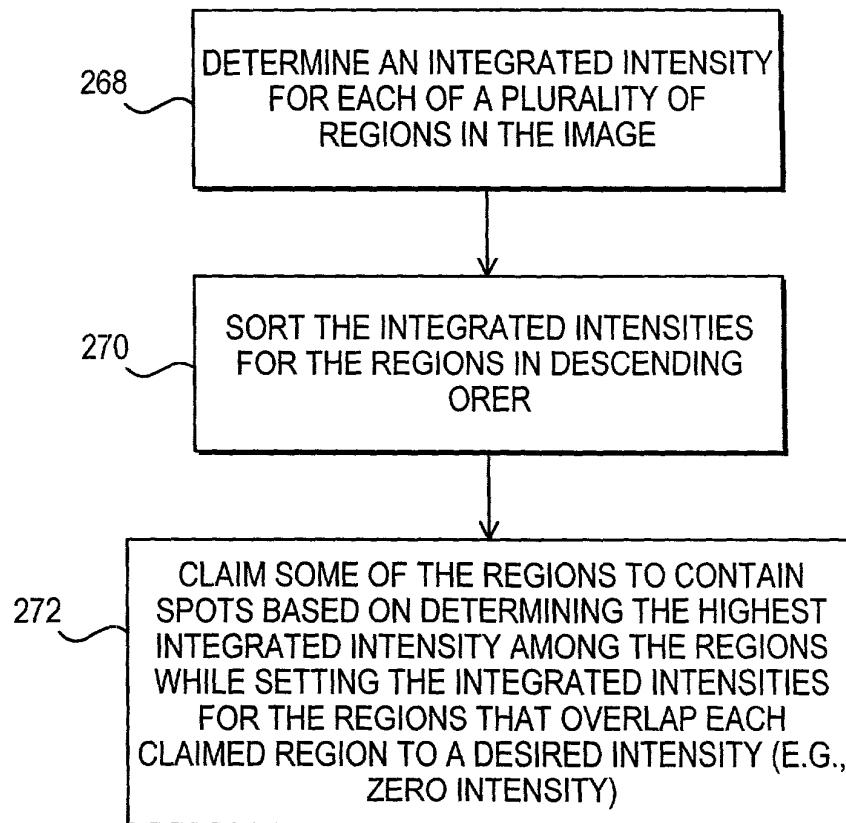 268
DETERMINE AN INTEGRATED INTENSITY
FOR EACH OF A PLURALITY OF
REGIONS IN THE IMAGE
270
SORT THE INTEGRATED INTENSITIES
FOR THE REGIONS IN DESCENDING
ORER
272
CLAIM SOME OF THE REGIONS TO CONTAIN
SPOTS BASED ON DETERMINING THE HIGHEST
INTEGRATED INTENSITY AMONG THE REGIONS
WHILE SETTING THE INTEGRATED INTENSITIES
FOR THE REGIONS THAT OVERLAP EACH
CLAIMED REGION TO A DESIRED INTENSITY (E.G.,
ZERO INTENSITY)